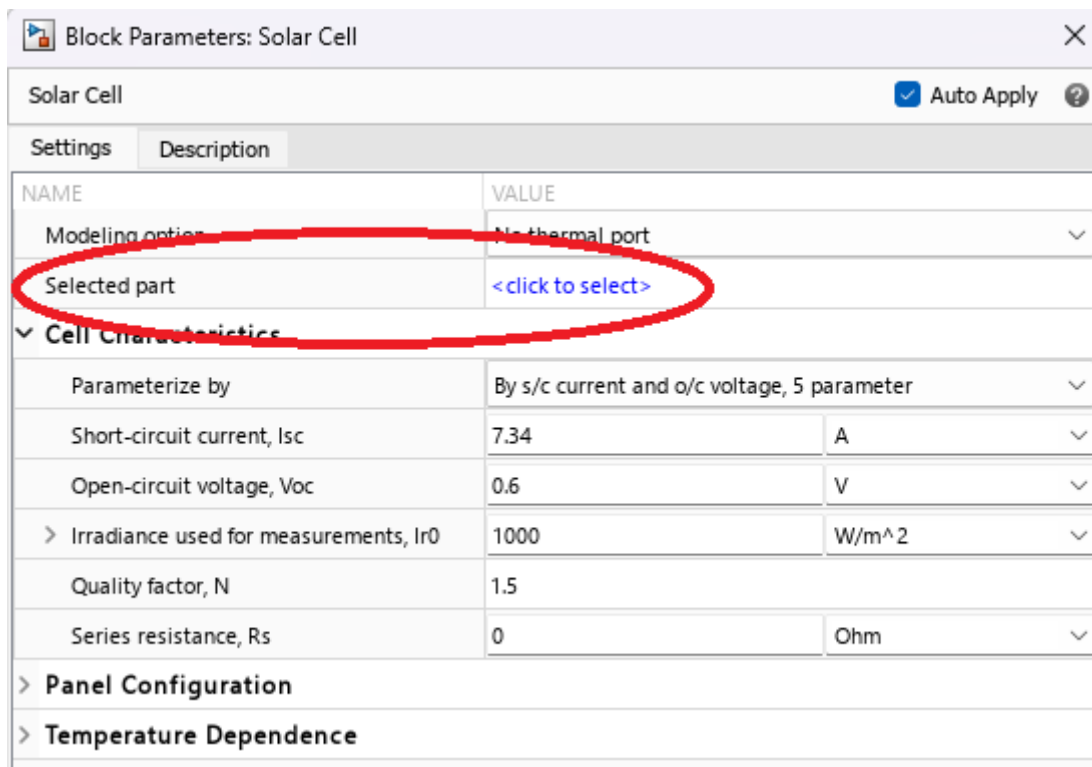 Block Parameters: Solar Cell
Solar Cell Auto Apply
Settings Description
NAME VALUE
Modeling option No thermal port
Selected part <click to select>
Cell Characteristics
Parameterize by By s/c current and o/c voltage, 5 parameter
Short-circuit current, Isc 7.34 A
Open-circuit voltage, Voc 0.6 V
Irradiance used for measurements, Ir0 1000 W/m^2
Quality factor, N 1.5
Series resistance, Rs 0 Ohm
Panel Configuration
Temperature Dependence